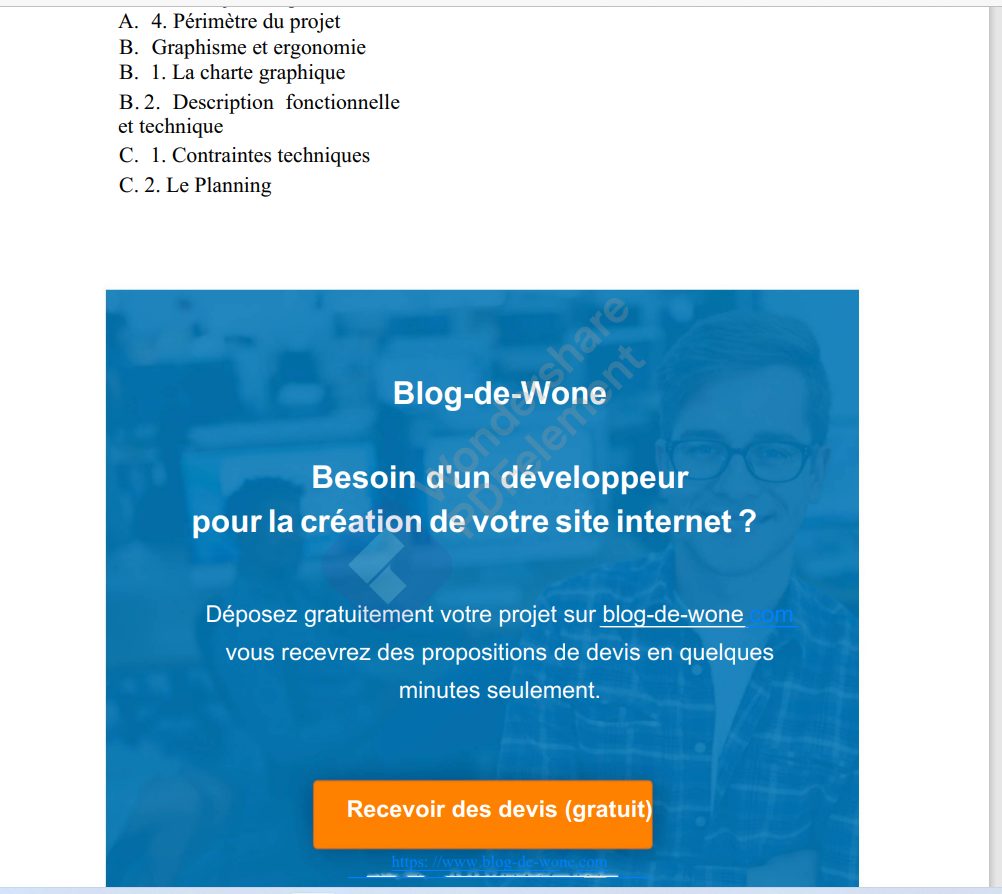 A. 4. Périmètre du projet
B. Graphisme et ergonomie
B. 1. La charte graphique
B. 2. Description fonctionnelle
et technique
C. 1. Contraintes techniques
C. 2. Le Planning
Blog-de-Wone
Wondershare
PDFelement
Besoin d'un développeur
pour la création de votre site internet ?
Déposez gratuitement votre projet sur blog-de-wone.com
vous recevrez des propositions de devis en quelques
minutes seulement.
Recevoir des devis (gratuit)
https: //www.blog-de-wone.com